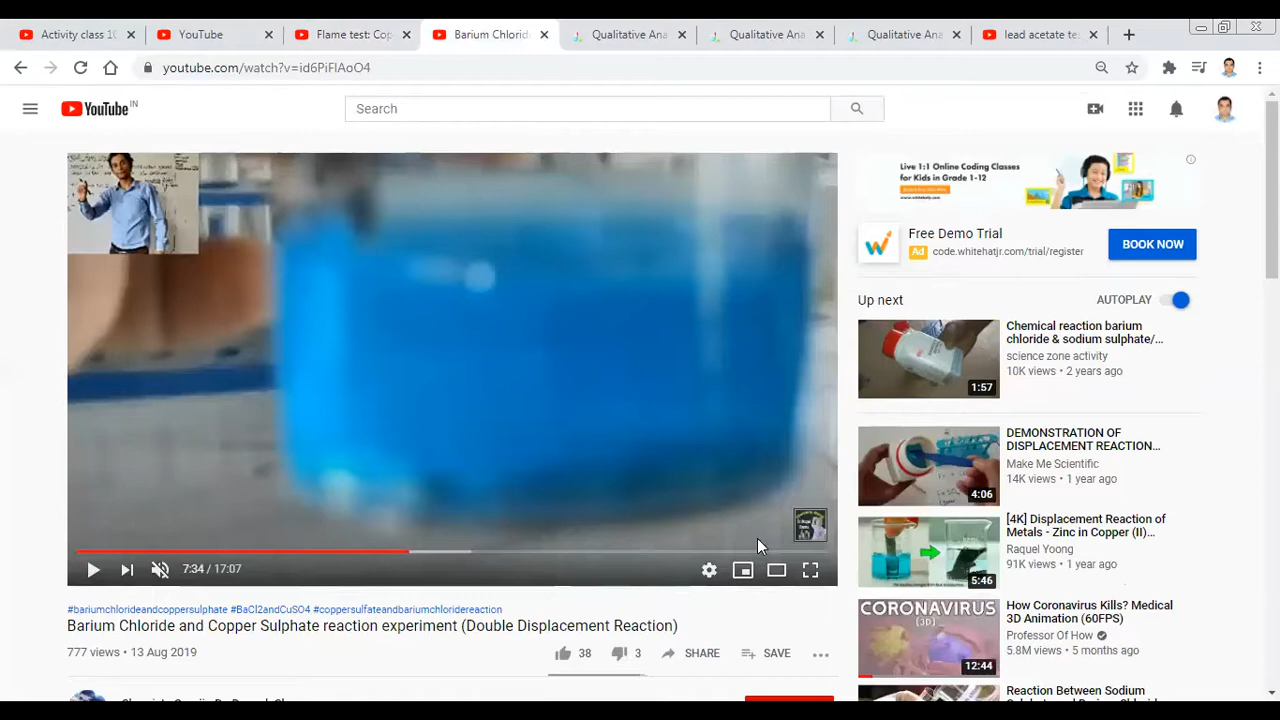 Activity class 10
YouTube
Flame test: Cop
Barium Chlorid
Qualitative Ana
Qualitative Ana
Qualitative Ana
lead acetate tes
youtube.com/watch?v=id6PiFlAoO4
YouTube IN
Search
Live 1:1 Online Coding Classes
for Kids in Grade 1-12
Free Demo Trial
Ad code.whitehatjr.com/trial/register
BOOK NOW
Up next
AUTOPLAY
Chemical reaction barium
chloride & sodium sulphate/...
science zone activity
10K views • 2 years ago
1:57
DEMONSTRATION OF
DISPLACEMENT REACTION...
Make Me Scientific
14K views • 1 year ago
4:06
[4K] Displacement Reaction of
Metals - Zinc in Copper (II)...
Raquel Yoong
91K views • 1 year ago
5:46
CORONAVIRUS
[3D]
How Coronavirus Kills? Medical
3D Animation (60FPS)
Professor Of How
5.8M views • 5 months ago
12:44
Reaction Between Sodium
7:34 / 17:07
#bariumchlorideandcoppersulphate #BaCl2andCuSO4 #coppersulfateandbariumchloridereaction
Barium Chloride and Copper Sulphate reaction experiment (Double Displacement Reaction)
777 views • 13 Aug 2019
38
3
SHARE
SAVE